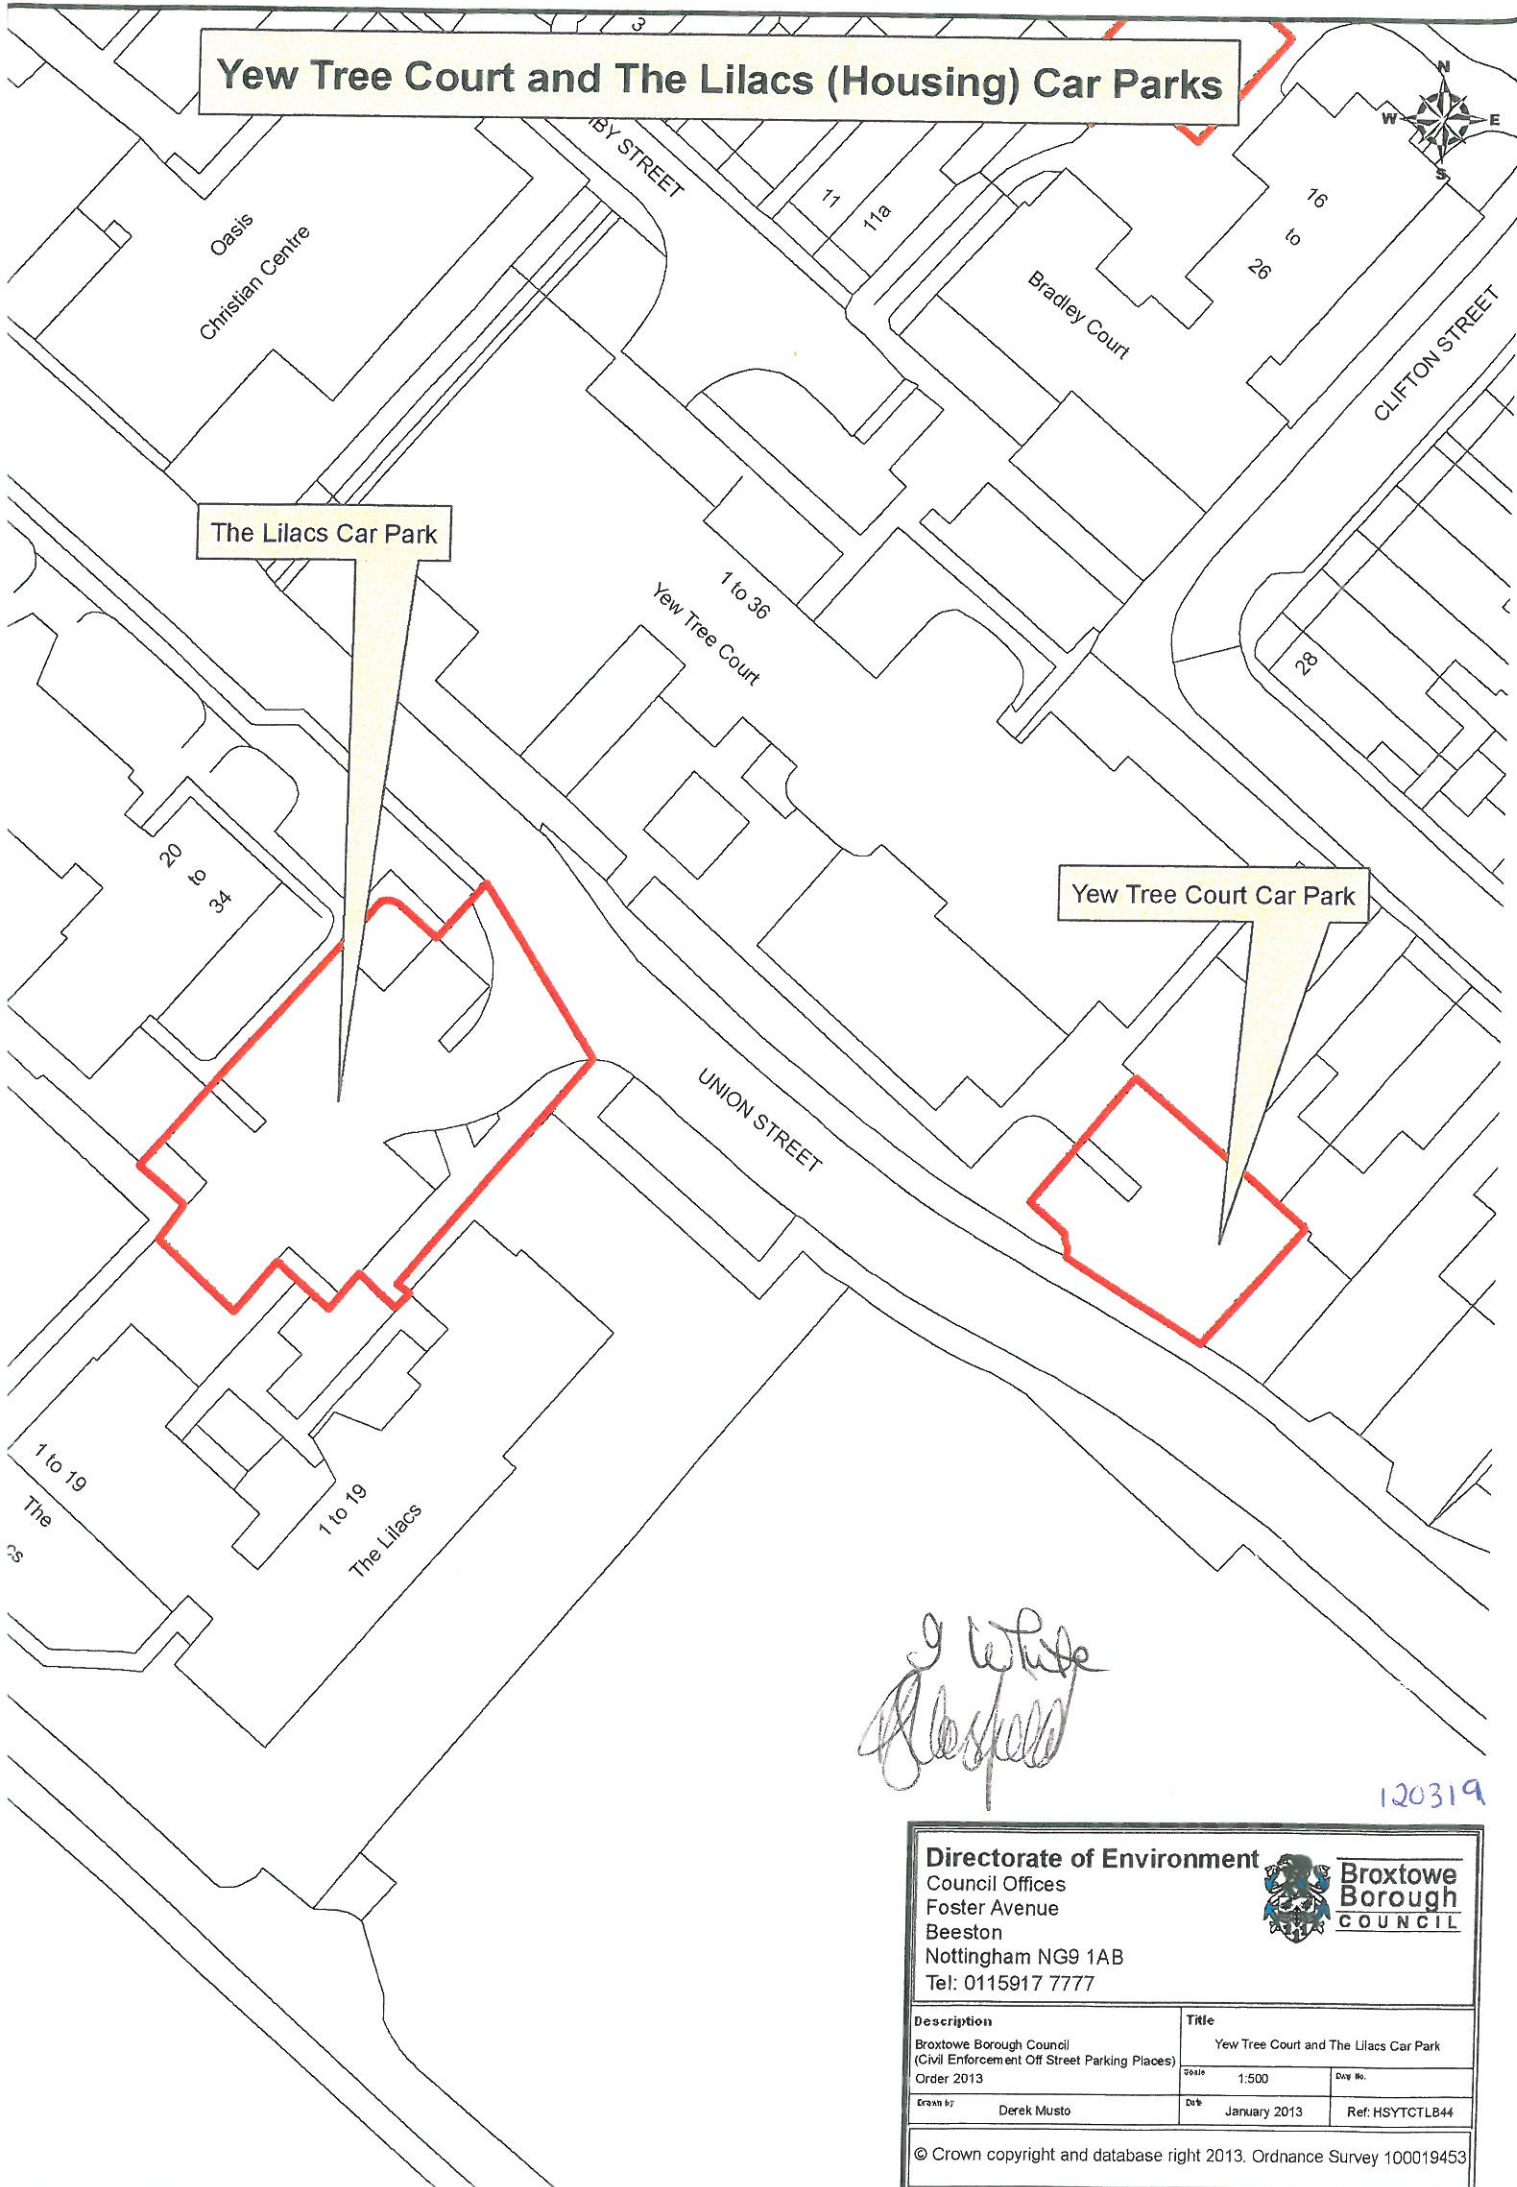 3
Yew Tree Court and The Lilacs (Housing) Car Parks
N
W
E
S
IBY STREET
11
11a
16
to
26
Oasis
Christian Centre
Bradley Court
CLIFTON STREET
The Lilacs Car Park
1 to 36
Yew Tree Court
28
20
to
34
Yew Tree Court Car Park
UNION STREET
1 to 19
The
cs
1 to 19
The Lilacs
J White
120319
Directorate of Environment
Council Offices
Foster Avenue
Beeston
Nottingham NG9 1AB
Tel: 0115917 7777
Broxtowe
Borough
COUNCIL
Description
Broxtowe Borough Council
(Civil Enforcement Off Street Parking Places)
Order 2013
Title
Yew Tree Court and The Lilacs Car Park
Scale
1:500
Dwg No.
Drawn by
Derek Musto
Date
January 2013
Ref: HSYTCTLB44
© Crown copyright and database right 2013. Ordnance Survey 100019453